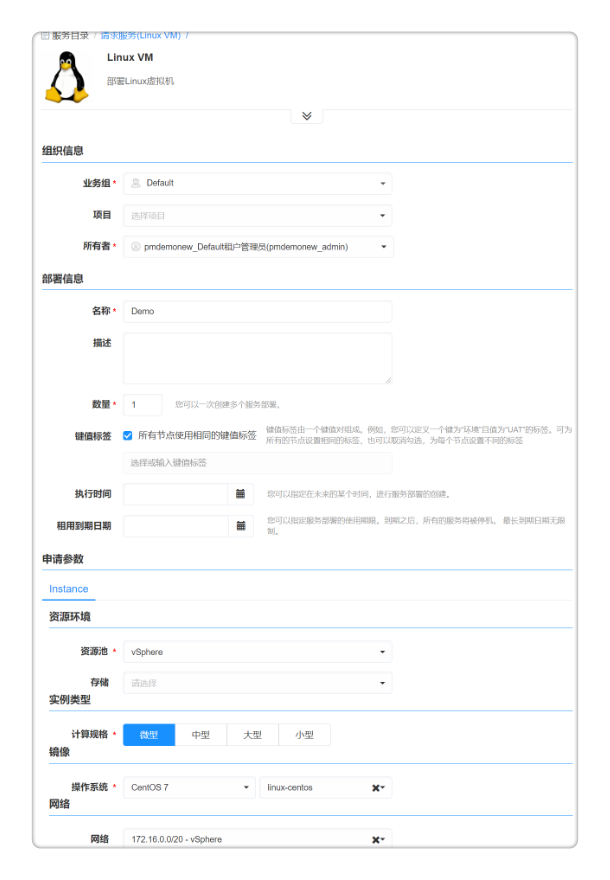 服务目录 / 请求服务(Linux VM) /
Linux VM
部署Linux虚拟机
组织信息
业务组 * Default
项目 选择项目
所有者 * pmdemonew_Default租户管理员(pmdemonew_admin)
部署信息
名称 * Demo
描述
数量 * 1 您可以一次创建多个服务部署。
键值标签 所有节点使用相同的键值标签 键值标签由一个键值对组成。例如，您可以定义一个键为“环境”且值为“UAT”的标签。可为
所有的节点设置相同的标签，也可以取消勾选，为每个节点设置不同的标签
选择或输入键值标签
执行时间 您可以指定在未来的某个时间，进行服务部署的创建。
租用到期日期 您可以指定服务部署的使用期限。到期之后，所有的服务将被停机。 最长到期日期无限
制。
申请参数
Instance
资源环境
资源池 * vSphere
存储 请选择
实例类型
计算规格 * 微型 中型 大型 小型
镜像
操作系统 * CentOS 7 linux-centos
网络
网络 172.16.0.0/20 - vSphere